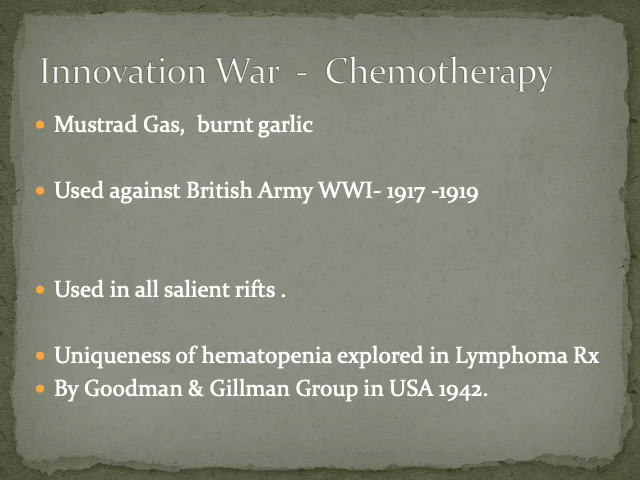 Innovation War - Chemotherapy
Mustrad Gas, burnt garlic
Used against British Army WWI- 1917 -1919
Used in all salient rifts .
Uniqueness of hematopenia explored in Lymphoma Rx
By Goodman & Gillman Group in USA 1942.